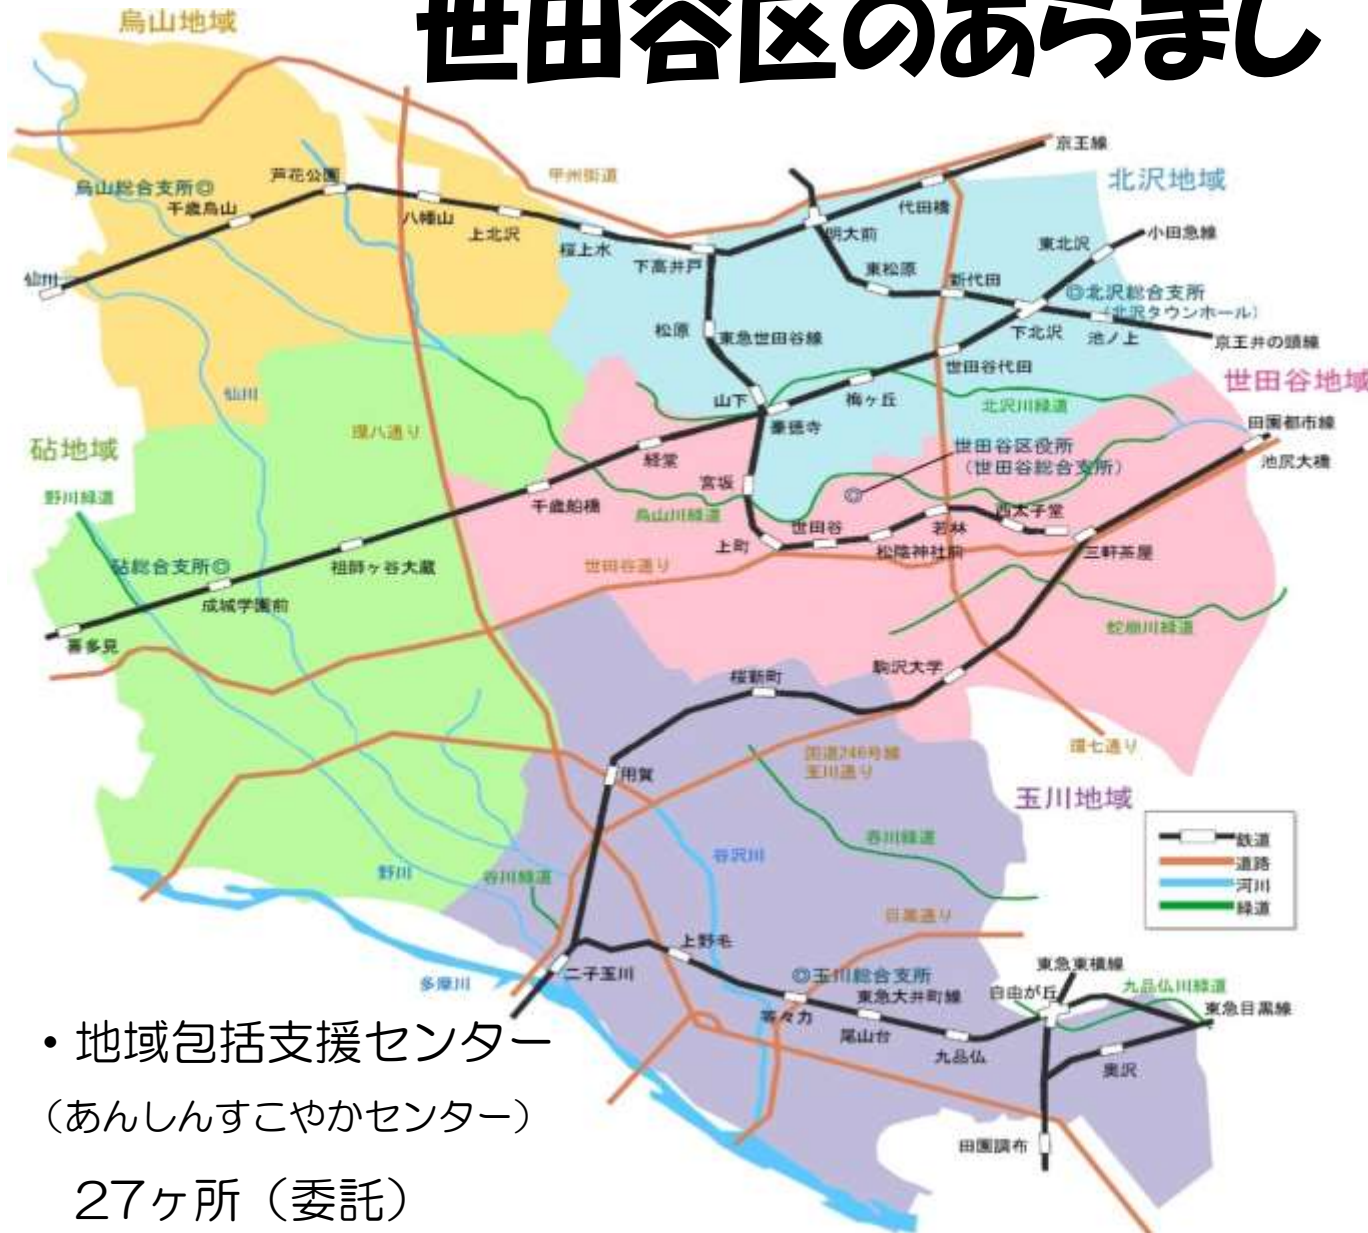 世田谷区のあらまし
烏山地域
京王線
芦花公園
甲州街道
北沢地域
烏山総合支所◎
千歳烏山
八幡山
上北沢
代田橋
明大前
桜上水
下高井戸
東北沢
小田急線
東松原
新代田
仙川
◎北沢総合支所
(北沢タウンホール)
松原
東急世田谷線
下北沢
池ノ上
京王井の頭線
世田谷代田
世田谷地域
仙川
山下
梅ヶ丘
北沢川緑道
豪徳寺
田園都市線
砧地域
環八通り
世田谷区役所
(世田谷総合支所)
池尻大橋
経堂
宮坂
野川緑道
千歳船橋
烏山川緑道
◎
世田谷
若林
西太子堂
上町
松陰神社前
三軒茶屋
砧総合支所◎
祖師ヶ谷大蔵
世田谷通り
成城学園前
蛇崩川緑道
喜多見
駒沢大学
桜新町
国道246号線
玉川通り
環七通り
用賀
玉川地域
鉄道
道路
河川
緑道
呑川緑道
谷沢川
野川
谷川緑道
目黒通り
上野毛
二子玉川
◎玉川総合支所
東急東横線
多摩川
東急大井町線
自由が丘
九品仏川緑道
東急目黒線
等々力
尾山台
九品仏
奥沢
田園調布
・地域包括支援センター
（あんしんすこやかセンター）
27ヶ所（委託）